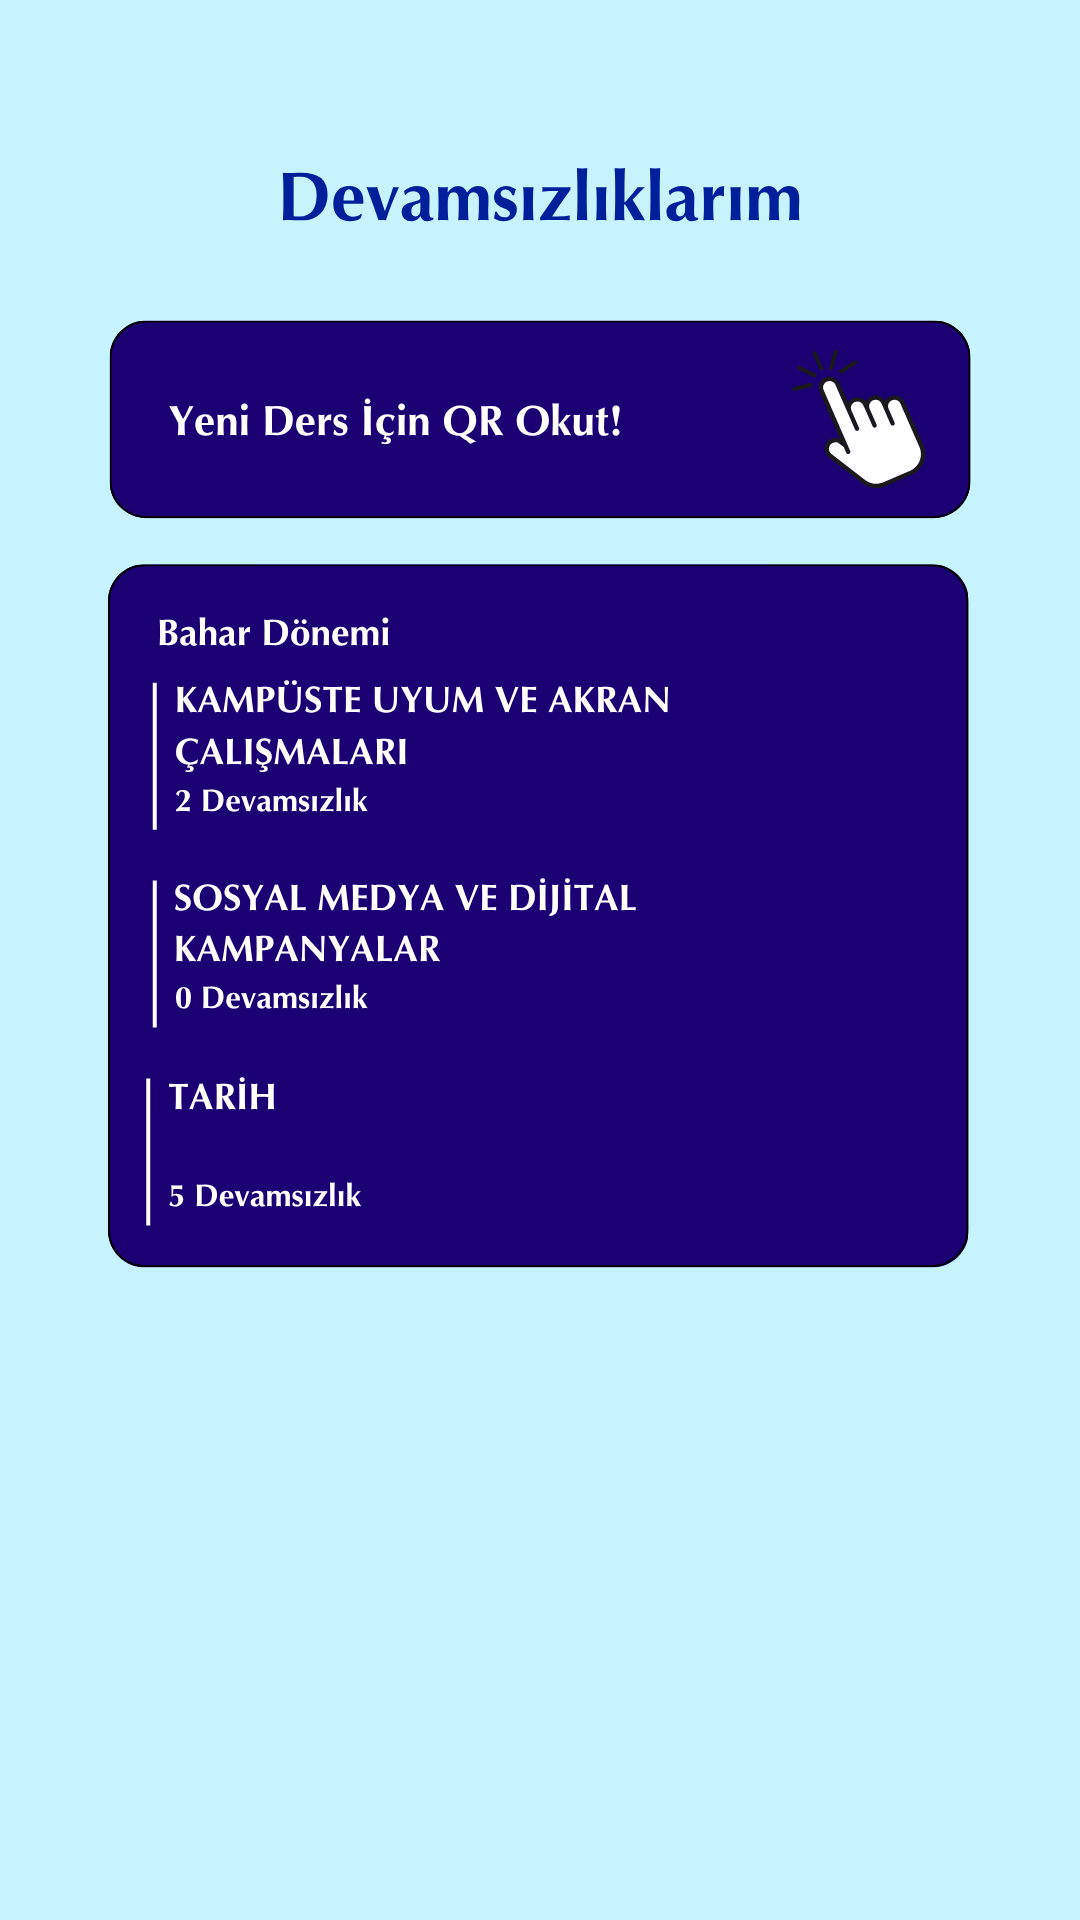 Devamsızlıklarım
Yeni Ders İçin QR Okut!
Bahar Dönemi
KAMPÜSTE UYUM VE AKRAN
ÇALIŞMALARI
2 Devamsızlık
SOSYAL MEDYA VE DİJİTAL
KAMPANYALAR
0 Devamsızlık
TARİH
5 Devamsızlık